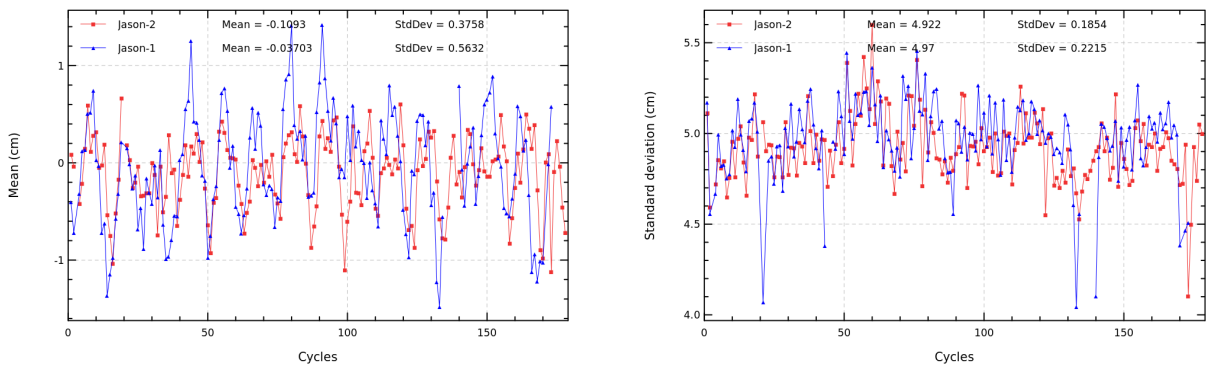 Jason-2 Mean = -0.1093 StdDev = 0.3758
Jason-1 Mean = -0.03703 StdDev = 0.5632
1
0
-1
0 50 100 150
Cycles
Mean (cm)
Jason-2 Mean = 4.922 StdDev = 0.1854
Jason-1 Mean = 4.97 StdDev = 0.2215
5.5
5.0
4.5
4.0
0 50 100 150
Cycles
Standard deviation (cm)